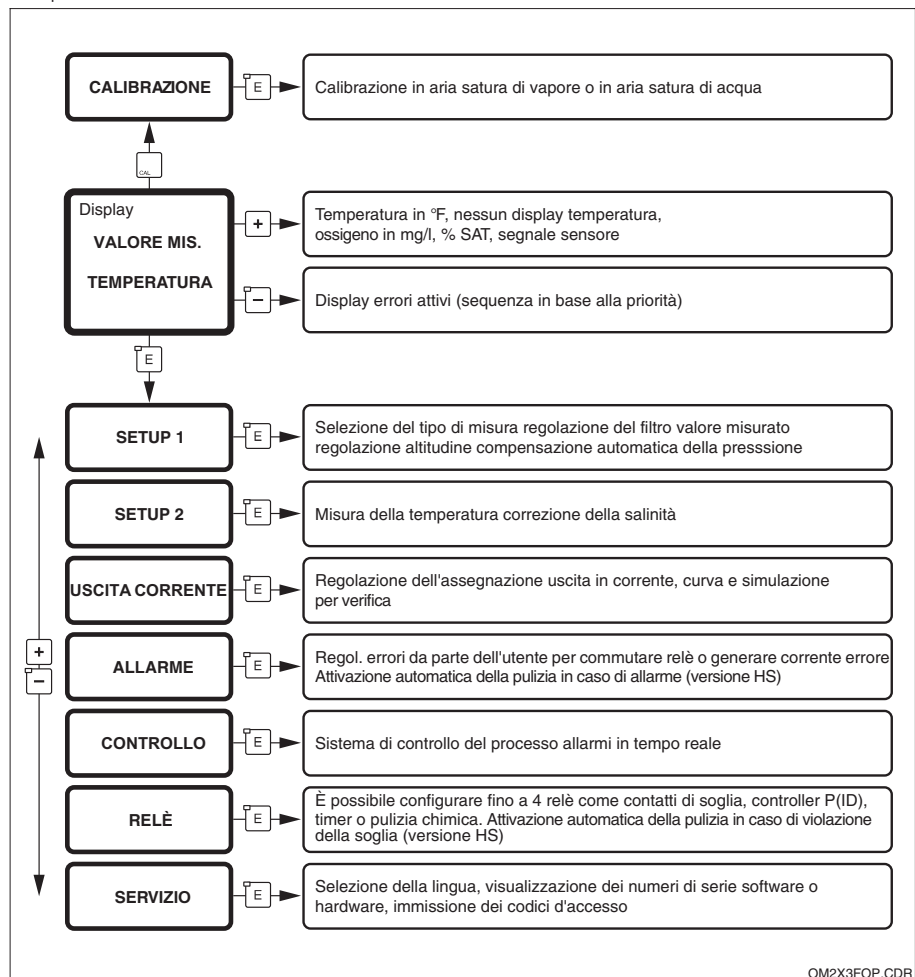 CALIBRAZIONE
E
Calibrazione in aria satura di vapore o in aria satura di acqua
CAL
Display
VALORE MIS.
TEMPERATURA
+
Temperatura in °F, nessun display temperatura,
ossigeno in mg/l, % SAT, segnale sensore
–
Display errori attivi (sequenza in base alla priorità)
E
SETUP 1
E
Selezione del tipo di misura regolazione del filtro valore misurato
regolazione altitudine compensazione automatica della presssione
SETUP 2
E
Misura della temperatura correzione della salinità
USCITA CORRENTE
E
Regolazione dell'assegnazione uscita in corrente, curva e simulazione
per verifica
+
–
ALLARME
E
Regol. errori da parte dell'utente per commutare relè o generare corrente errore
Attivazione automatica della pulizia in caso di allarme (versione HS)
CONTROLLO
E
Sistema di controllo del processo allarmi in tempo reale
RELÈ
E
È possibile configurare fino a 4 relè come contatti di soglia, controller P(ID),
timer o pulizia chimica. Attivazione automatica della pulizia in caso di violazione
della soglia (versione HS)
SERVIZIO
E
Selezione della lingua, visualizzazione dei numeri di serie software o
hardware, immissione dei codici d'accesso
OM2X3FOP.CDR